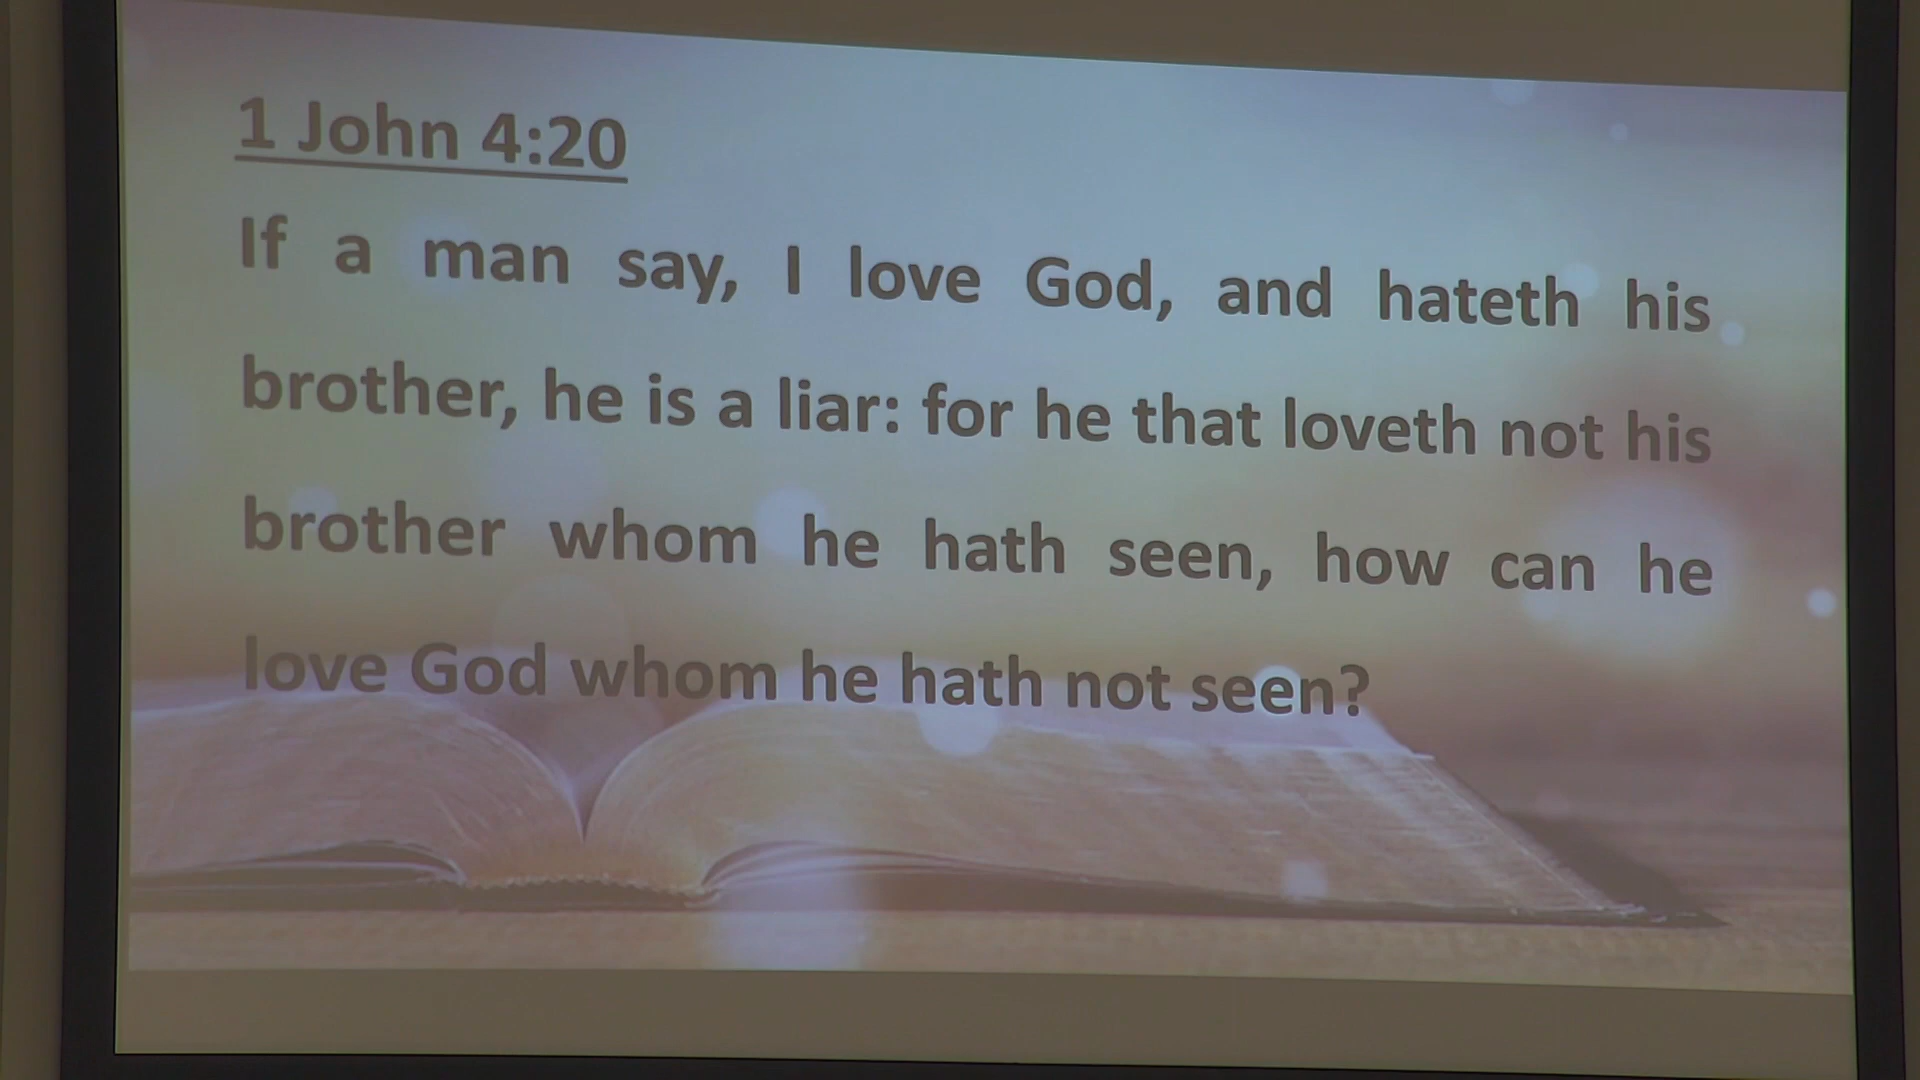 1 John 4:20
If a man say, I love God, and hateth his
brother, he is a liar: for he that loveth not his
brother whom he hath seen, how can he
love God whom he hath not seen?